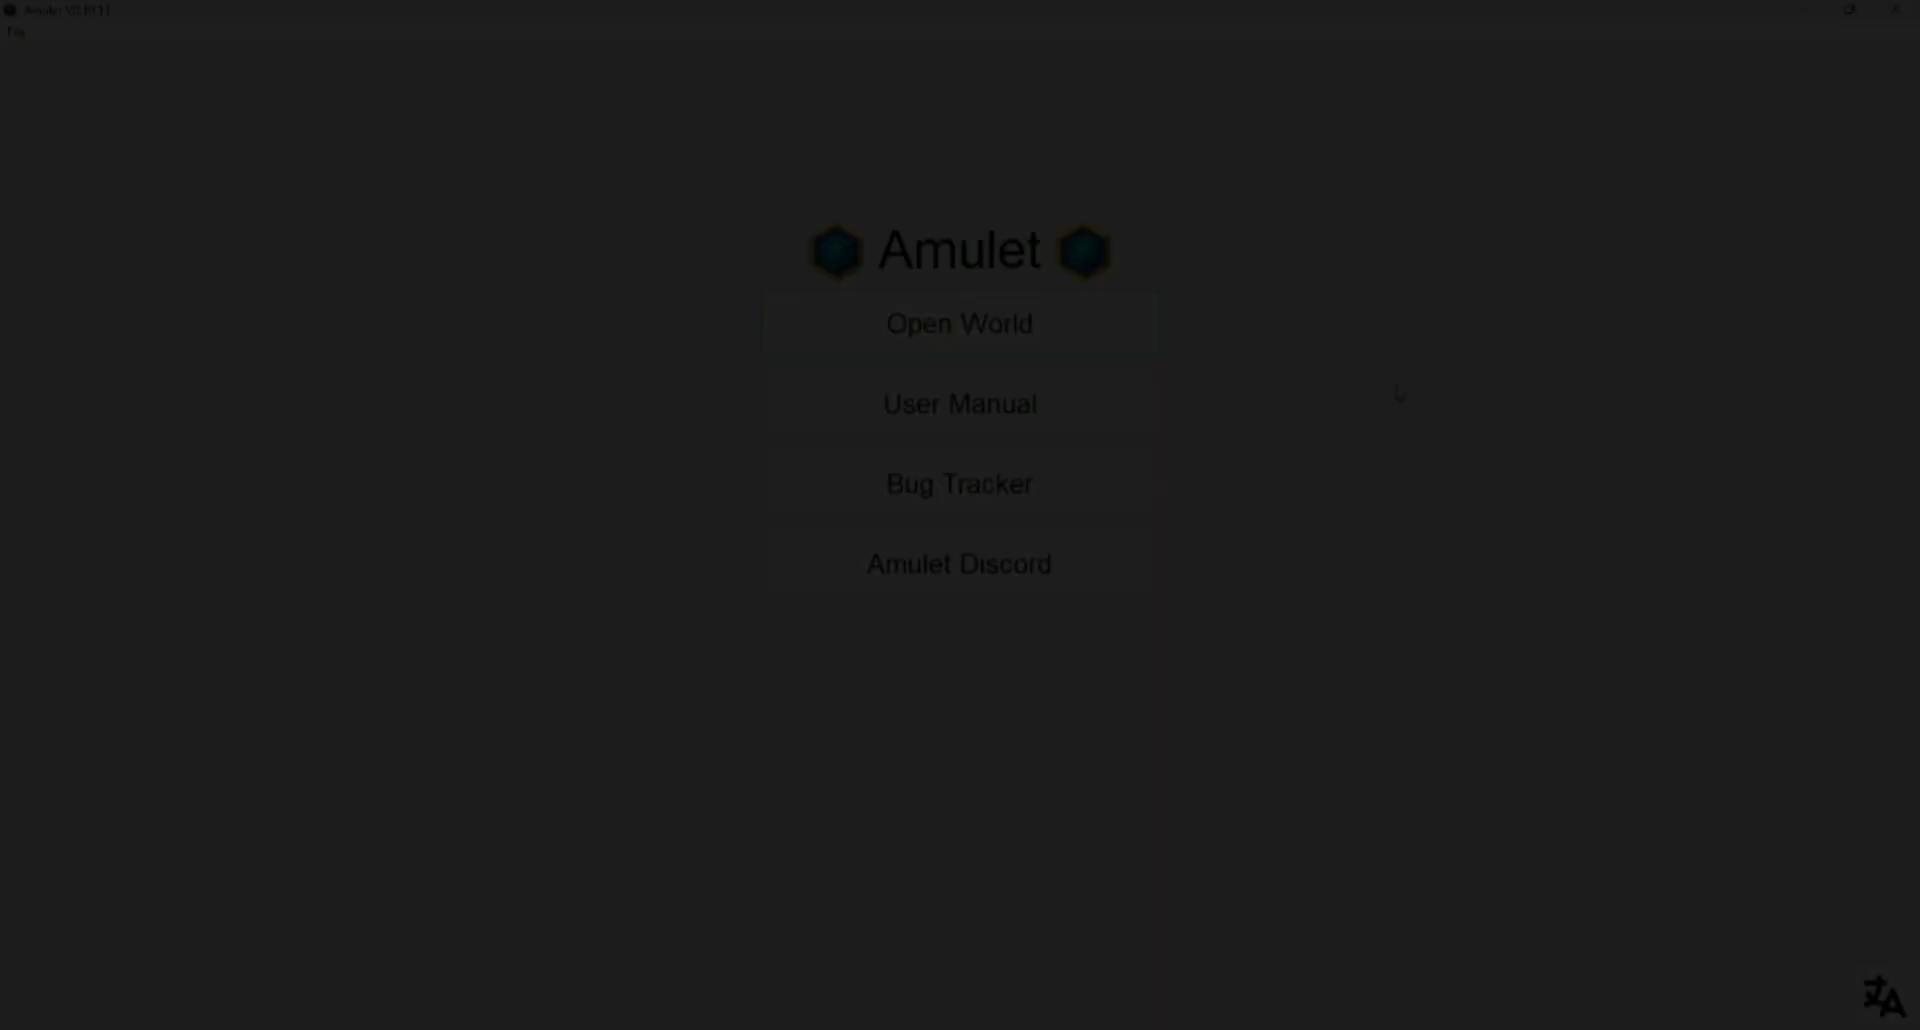 Amulet
Open World
User Manual
Bug Tracker
Amulet Discord